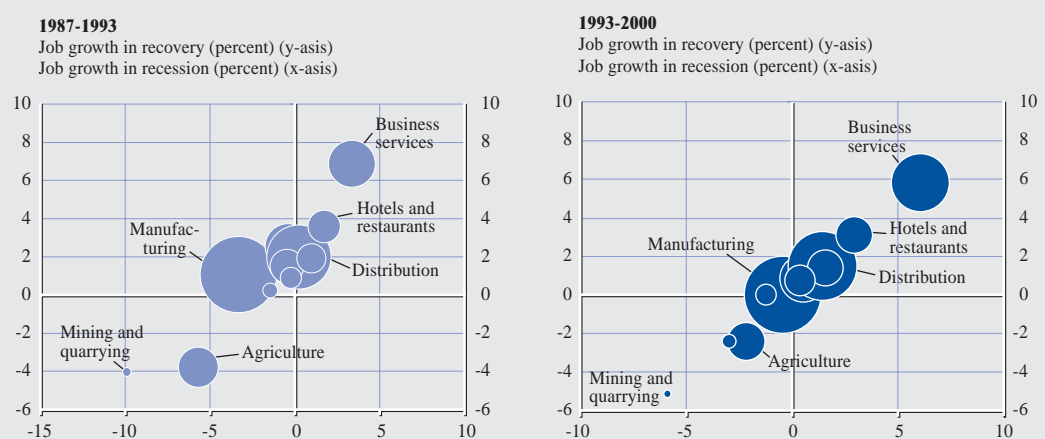 1987-1993
Job growth in recovery (percent) (y-asis)
Job growth in recession (percent) (x-asis)
10
8
6
4
2
0
-2
-4
-6
10
8
6
4
2
0
-2
-4
-6
-15
-10
-5
0
5
10
Business
services
Hotels and
restaurants
Manufac-
turing
Distribution
Mining and
quarrying
Agriculture
1993-2000
Job growth in recovery (percent) (y-asis)
Job growth in recession (percent) (x-asis)
10
8
6
4
2
0
-2
-4
-6
10
8
6
4
2
0
-2
-4
-6
-10
-5
0
5
10
Business
services
Manufacturing
Hotels and
restaurants
Distribution
Agriculture
Mining and
quarrying